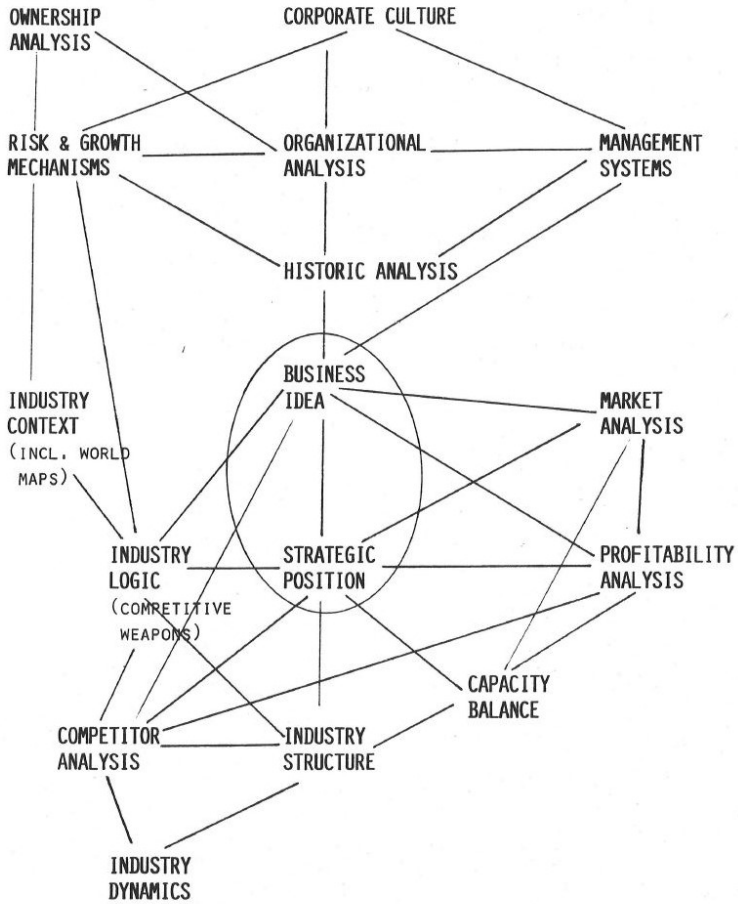 OWNERSHIP
ANALYSIS
CORPORATE CULTURE
RISK & GROWTH
MECHANISMS
ORGANIZATIONAL
ANALYSIS
MANAGEMENT
SYSTEMS
HISTORIC ANALYSIS
BUSINESS
IDEA
INDUSTRY
CONTEXT
(INCL. WORLD
MAPS)
MARKET
ANALYSIS
INDUSTRY
LOGIC
(COMPETITIVE
WEAPONS)
STRATEGIC
POSITION
PROFITABILITY
ANALYSIS
CAPACITY
BALANCE
COMPETITOR
ANALYSIS
INDUSTRY
STRUCTURE
INDUSTRY
DYNAMICS